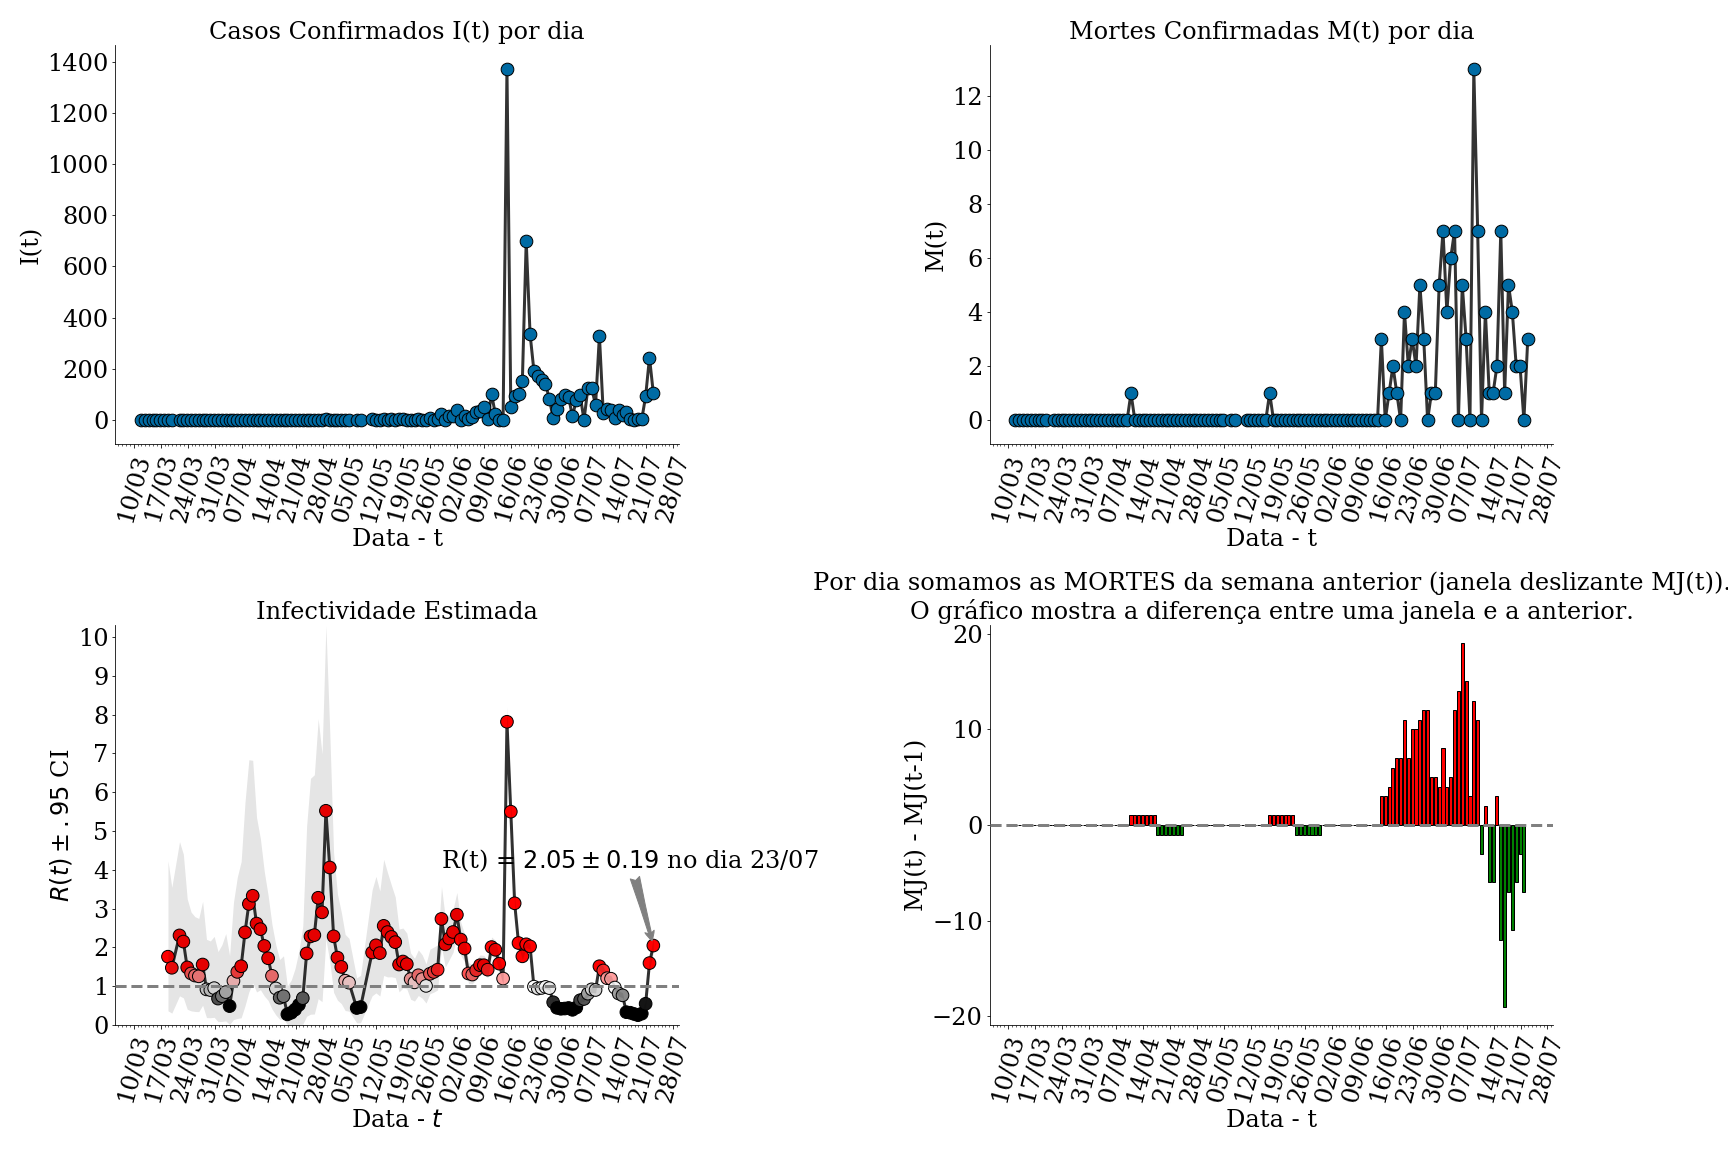 Casos Confirmados I(t) por dia
1400
1200
1000
800
600
400
200
0
I(t)
10/03 17/03 24/03 31/03 07/04 14/04 21/04 28/04 05/05 12/05 19/05 26/05 02/06 09/06 16/06 23/06 30/06 07/07 14/07 21/07 28/07
Data - t
Mortes Confirmadas M(t) por dia
12
10
8
6
4
2
0
M(t)
10/03 17/03 24/03 31/03 07/04 14/04 21/04 28/04 05/05 12/05 19/05 26/05 02/06 09/06 16/06 23/06 30/06 07/07 14/07 21/07 28/07
Data - t
Infectividade Estimada
10
9
8
7
6
5
4
3
2
1
0
R(t) ± .95 CI
R(t) = 2.05 ± 0.19 no dia 23/07
10/03 17/03 24/03 31/03 07/04 14/04 21/04 28/04 05/05 12/05 19/05 26/05 02/06 09/06 16/06 23/06 30/06 07/07 14/07 21/07 28/07
Data - t
Por dia somamos as MORTES da semana anterior (janela deslizante MJ(t)).
O gráfico mostra a diferença entre uma janela e a anterior.
20
10
0
−10
−20
MJ(t) - MJ(t-1)
10/03 17/03 24/03 31/03 07/04 14/04 21/04 28/04 05/05 12/05 19/05 26/05 02/06 09/06 16/06 23/06 30/06 07/07 14/07 21/07 28/07
Data - t